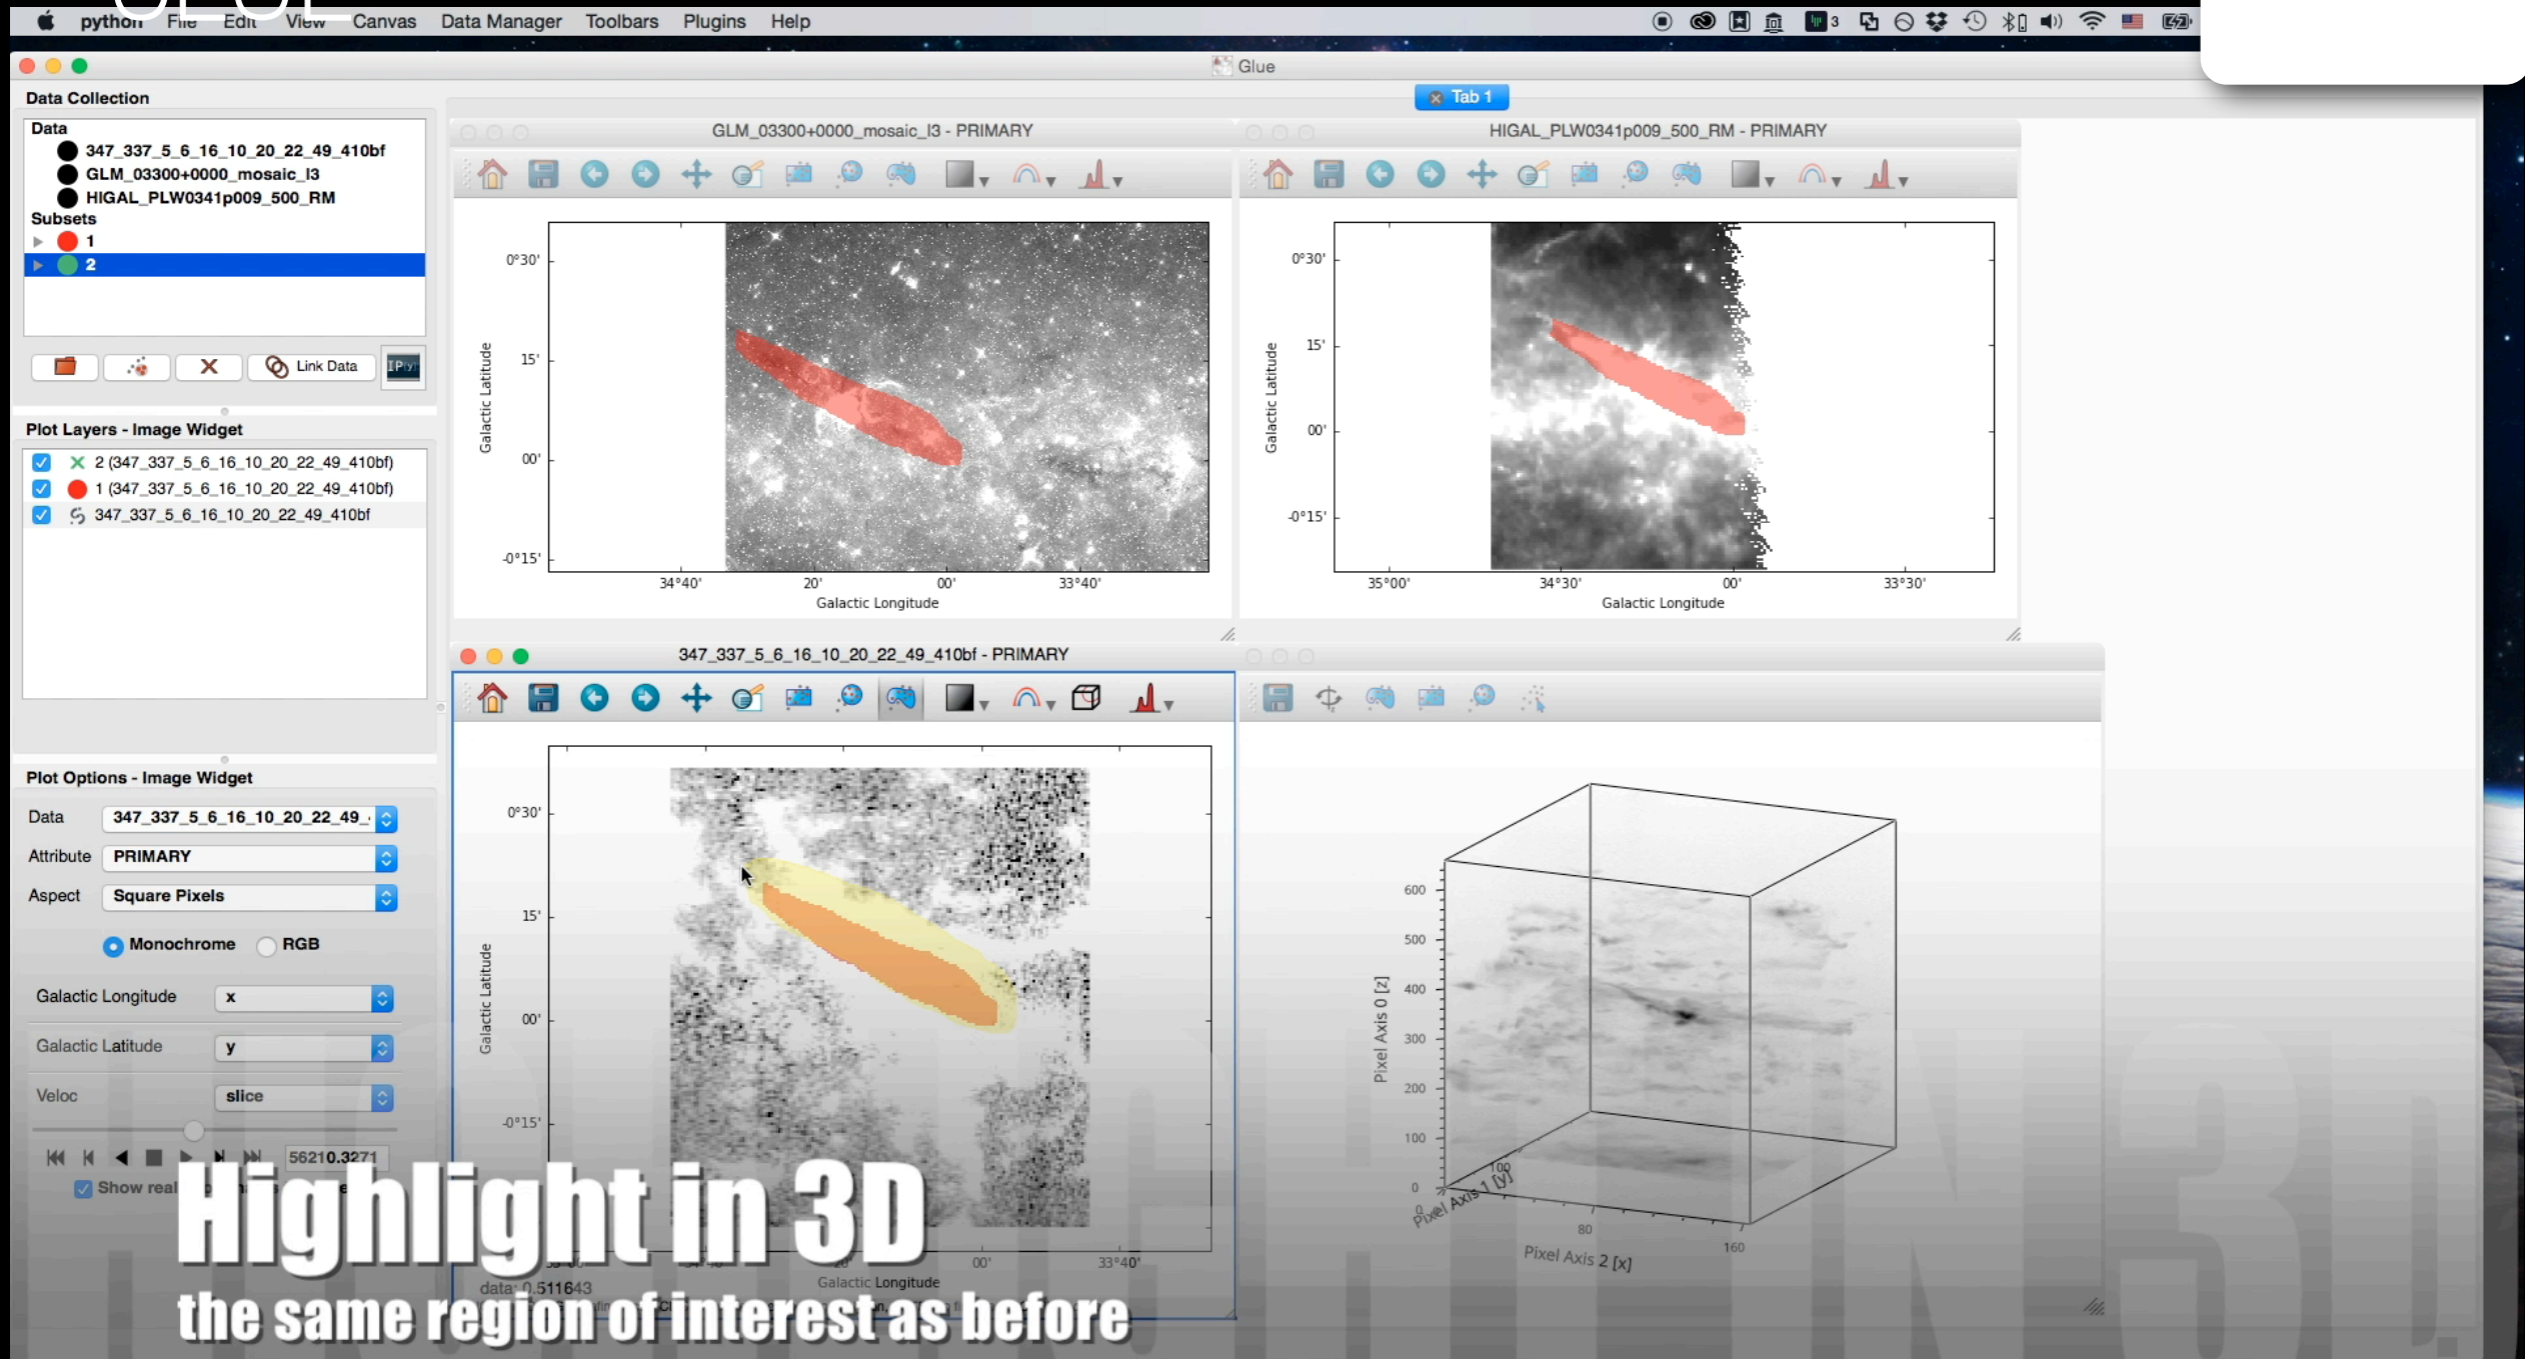 GLUE
python File Edit View Canvas Data Manager Toolbars Plugins Help
3
Glue
Data Collection
Tab 1
Data
347_337_5_6_16_10_20_22_49_410bf
GLM_03300+0000_mosaic_I3
HIGAL_PLW0341p009_500_RM
Subsets
1
2
Link Data
IP[y]:
Plot Layers - Image Widget
2 (347_337_5_6_16_10_20_22_49_410bf)
1 (347_337_5_6_16_10_20_22_49_410bf)
347_337_5_6_16_10_20_22_49_410bf
Plot Options - Image Widget
Data 347_337_5_6_16_10_20_22_49_
Attribute PRIMARY
Aspect Square Pixels
Monochrome RGB
Galactic Longitude x
Galactic Latitude y
Veloc slice
56210.3271
Show real
GLM_03300+0000_mosaic_I3 - PRIMARY
0°30'
15'
00'
-0°15'
Galactic Latitude
34°40' 20' 00' 33°40'
Galactic Longitude
HIGAL_PLW0341p009_500_RM - PRIMARY
0°30'
15'
00'
-0°15'
Galactic Latitude
35°00' 34°30' 00' 33°30'
Galactic Longitude
347_337_5_6_16_10_20_22_49_410bf - PRIMARY
0°30'
15'
00'
-0°15'
Galactic Latitude
00' 33°40'
Galactic Longitude
data: 0.511643
600
500
400
300
200
100
0
Pixel Axis 0 [z]
100
0
Pixel Axis 1 [y]
80 160
Pixel Axis 2 [x]
Highlight in 3D
the same region of interest as before